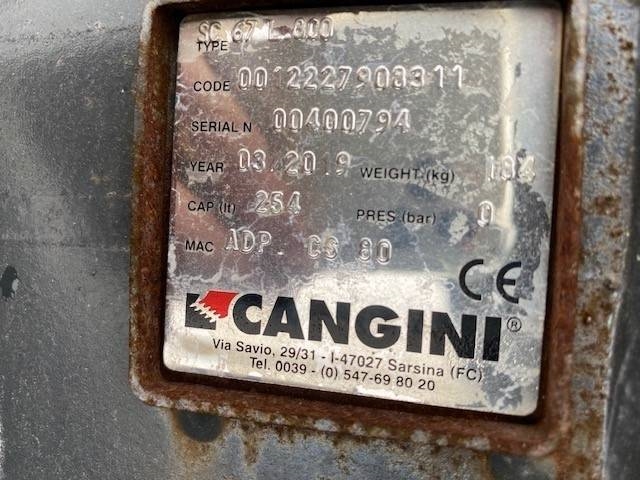 TYPE SC 67 L 800
CODE 0012227903311
SERIAL N 00400794
YEAR 03.2019 WEIGHT (kg) 184
CAP (lt) 254 PRES (bar) 0
MAC ADP. CS 80
CE
CANGINI®
Via Savio, 29/31 - I-47027 Sarsina (FC)
Tel. 0039 - (0) 547-69 80 20